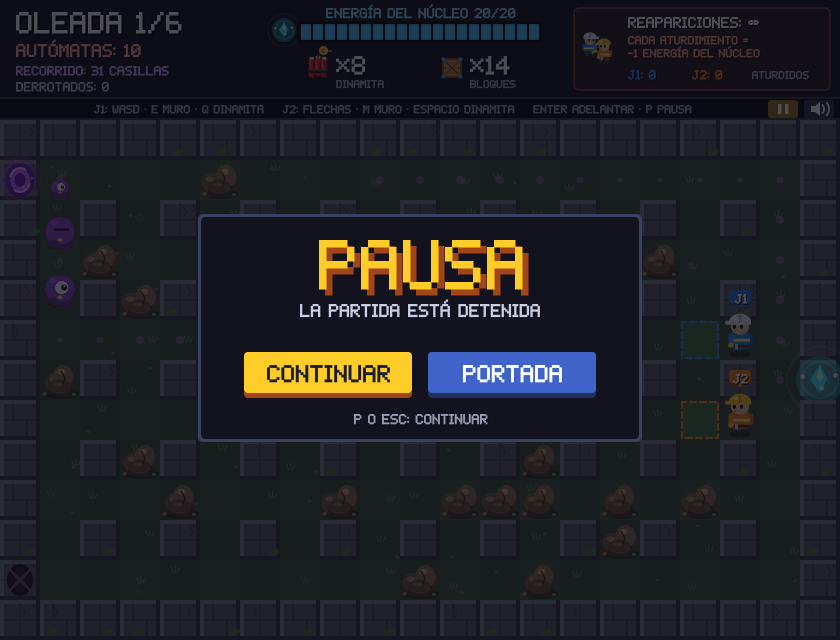 OLEADA 1/6
AUTÓMATAS: 10
RECORRIDO: 31 CASILLAS
DERROTADOS: 0
ENERGÍA DEL NÚCLEO 20/20
×8
DINAMITA
×14
BLOQUES
REAPARICIONES: ∞
CADA ATURDIMIENTO =
-1 ENERGÍA DEL NÚCLEO
J1: 0 J2: 0 ATURDIDOS
J1: WASD · E MURO · Q DINAMITA J2: FLECHAS · M MURO · ESPACIO DINAMITA ENTER ADELANTAR · P PAUSA
PAUSA
LA PARTIDA ESTÁ DETENIDA
CONTINUAR PORTADA
P O ESC: CONTINUAR
J1
J2